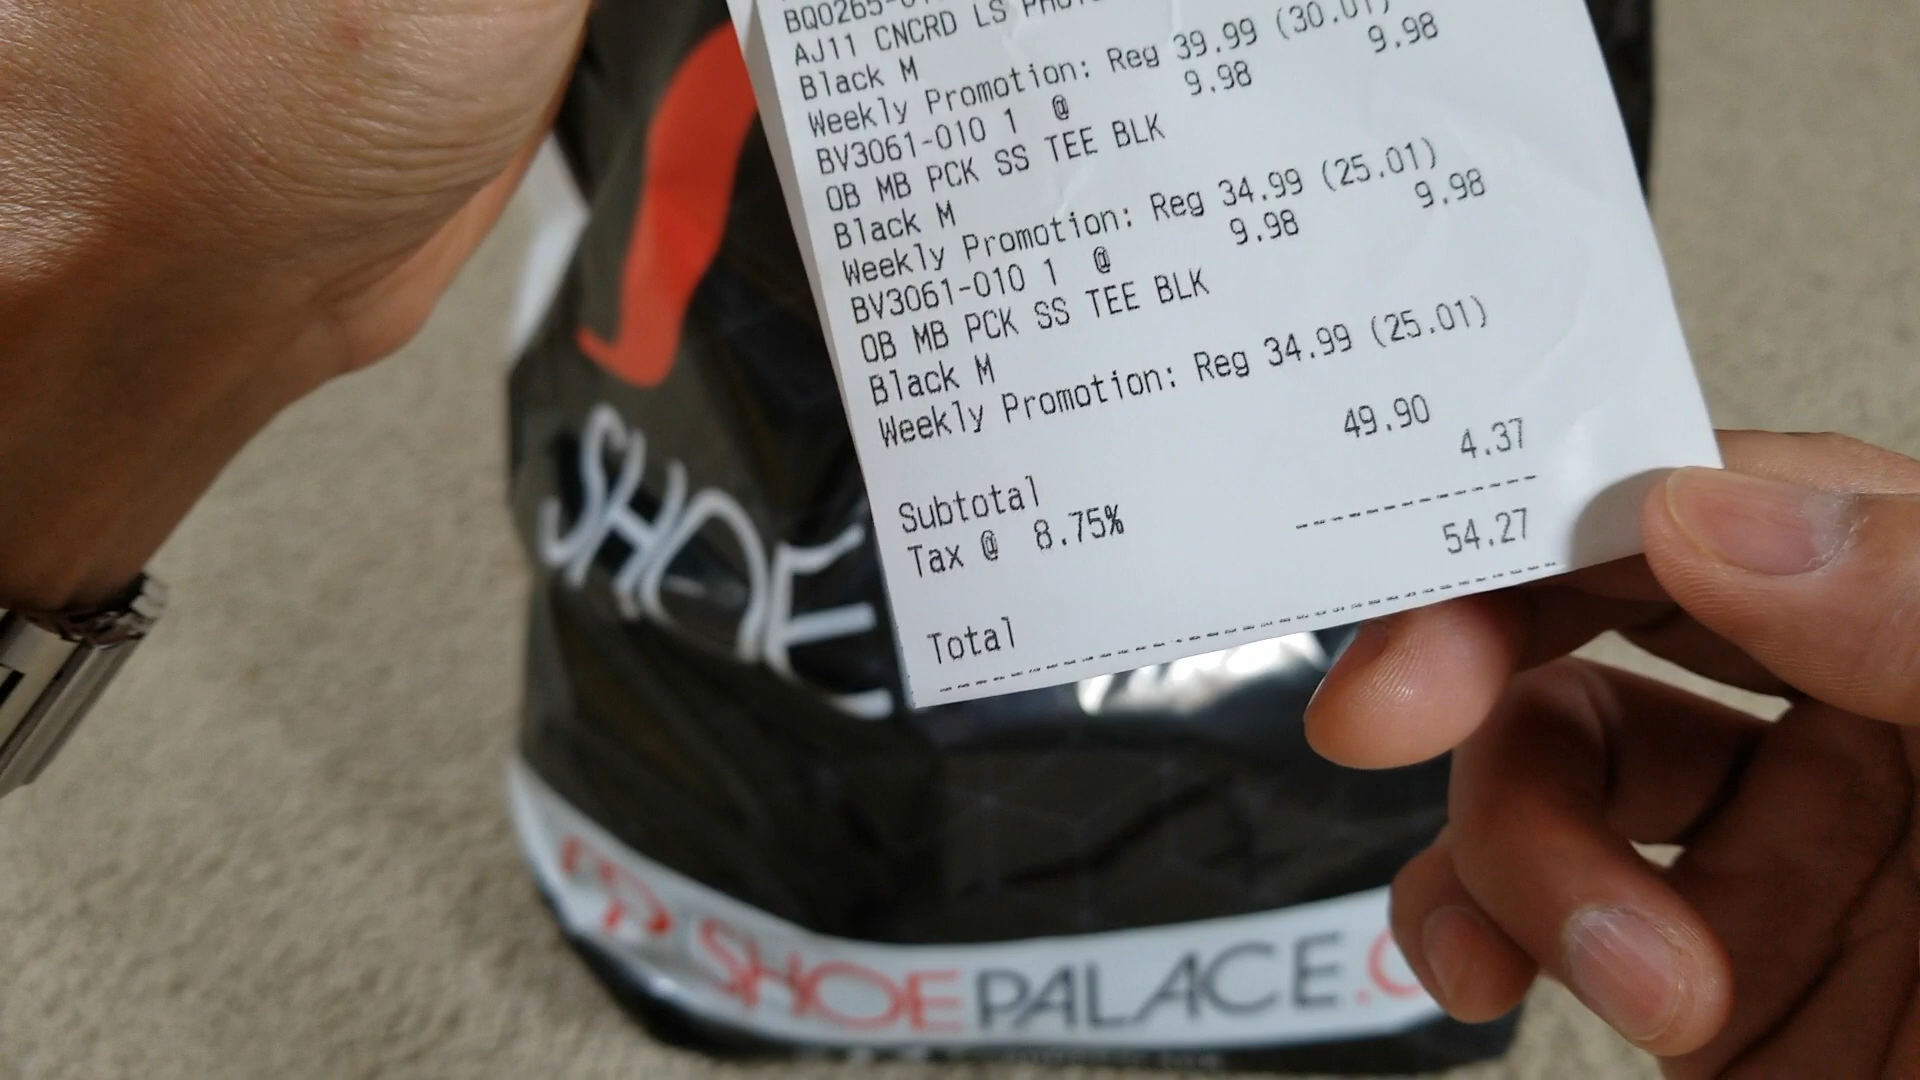 BQ0265-01
AJ11 CNCRD LS
Black M
Weekly Promotion: Reg 39.99 (30.01)
BV3061-010 1 @ 9.98 9.98
OB MB PCK SS TEE BLK
Black M
Weekly Promotion: Reg 34.99 (25.01)
BV3061-010 1 @ 9.98 9.98
OB MB PCK SS TEE BLK
Black M
Weekly Promotion: Reg 34.99 (25.01)
Subtotal 49.90
Tax @ 8.75% 4.37
Total 54.27
SHOE
SHOEPALACE.C